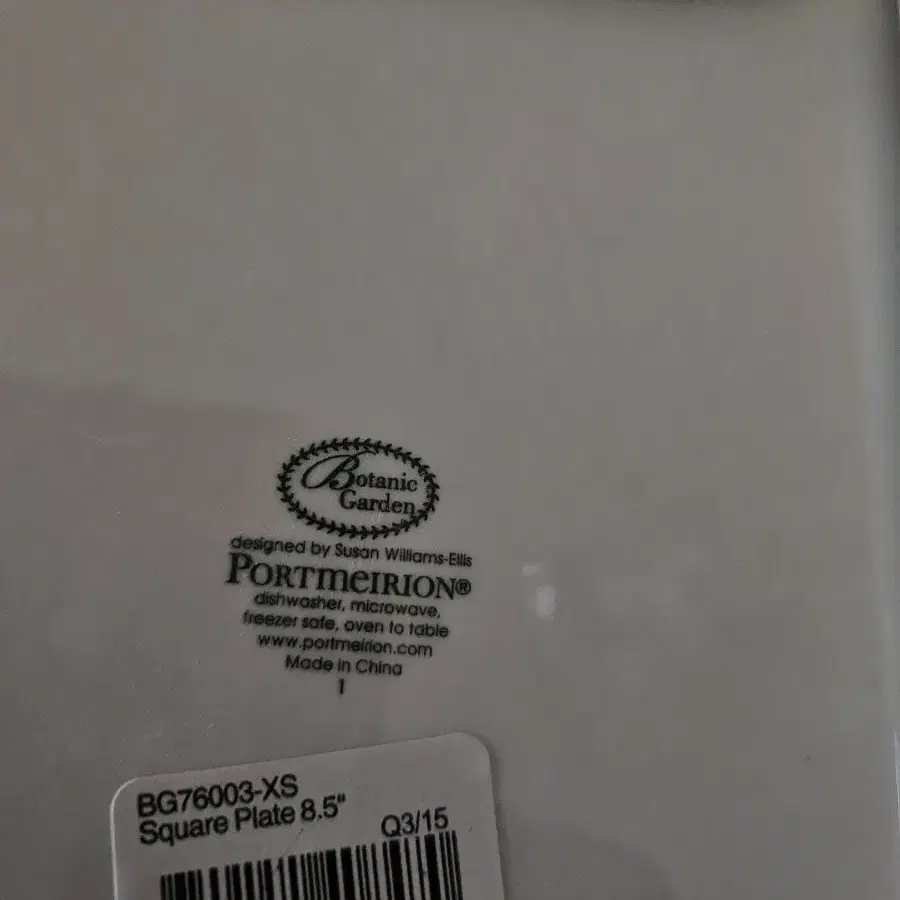 Botanic
Garden
designed by Susan Williams-Ellis
PORTMEIRION®
dishwasher, microwave,
freezer safe, oven to table
www.portmeirion.com
Made in China
1
BG76003-XS
Square Plate 8.5"
Q3/15